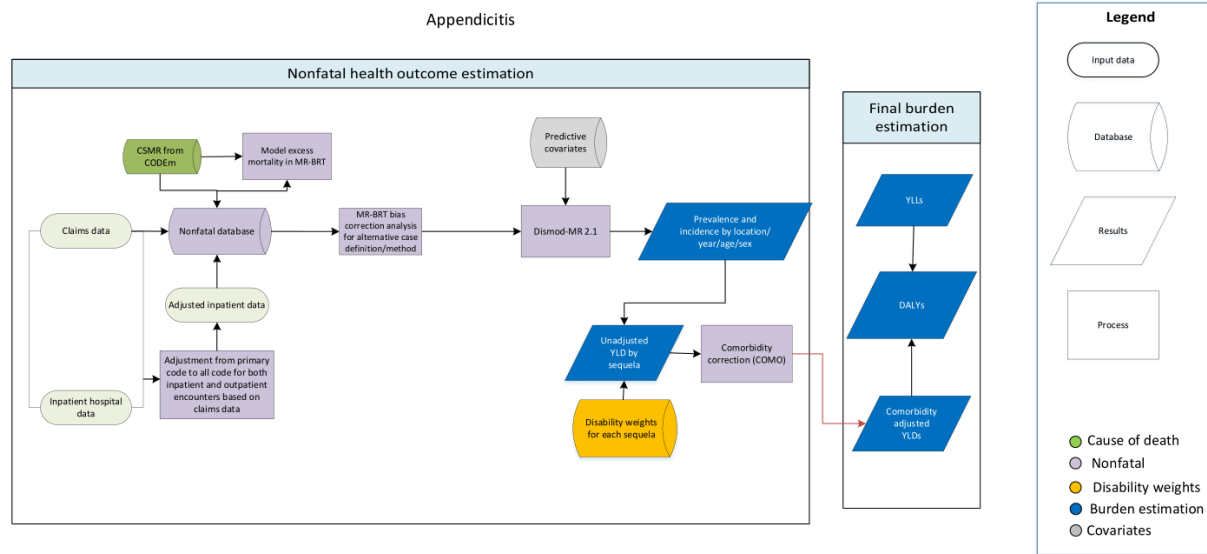 Appendicitis
Nonfatal health outcome estimation
CSMR from
CODEm
Model excess
mortality in MR-BRT
Predictive
covariates
Claims data
Nonfatal database
MR-BRT bias
correction analysis
for alternative case
definition/method
Dismod-MR 2.1
Prevalence and
incidence by location/
year/age/sex
Adjusted inpatient data
Adjustment from primary
code to all code for both
inpatient and outpatient
encounters based on
claims data
Inpatient hospital
data
Unadjusted
YLD by
sequela
Comorbidity
correction (COMO)
Disability weights
for each sequela
Final burden
estimation
YLLs
DALYs
Comorbidity
adjusted
YLDs
Legend
Input data
Database
Results
Process
Cause of death
Nonfatal
Disability weights
Burden estimation
Covariates